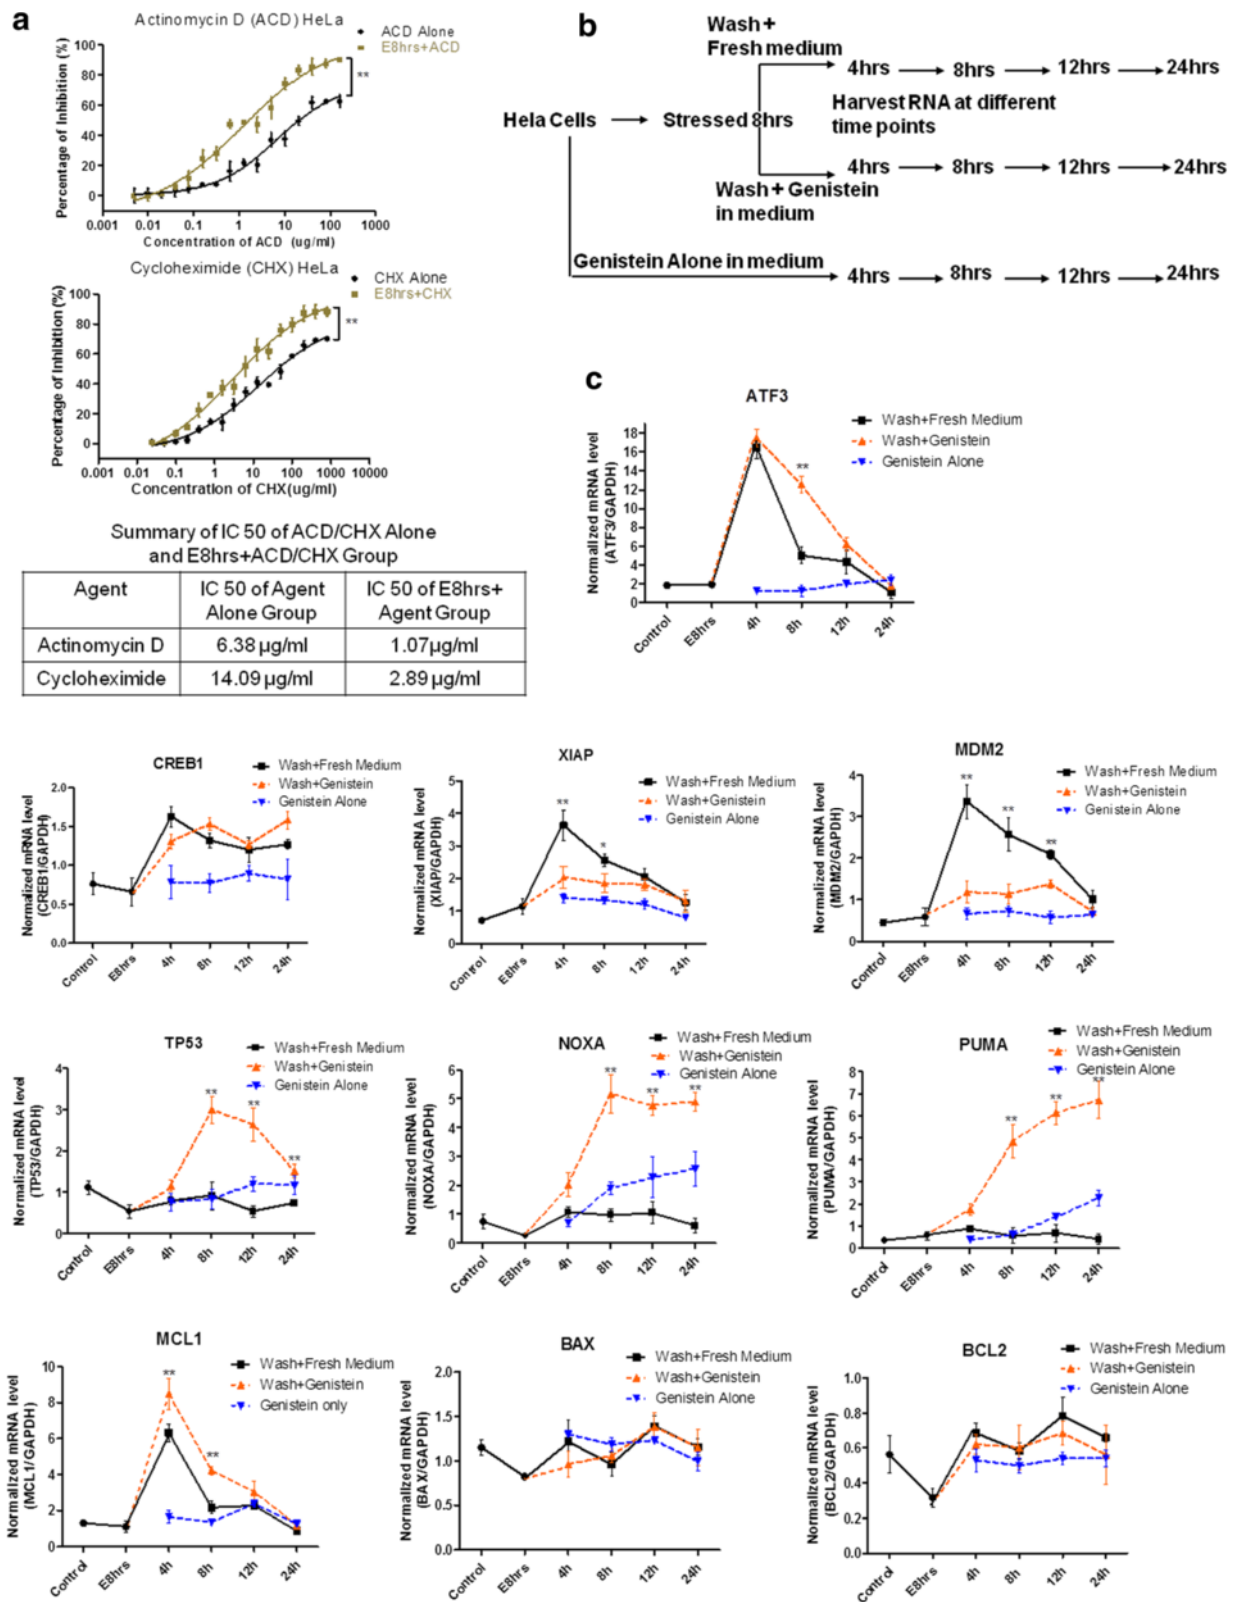 a
Actinomycin D (ACD) HeLa
ACD Alone
E8hrs+ACD
Percentage of Inhibition (%)
100
80
60
40
20
0
**
0.001 0.01 0.1 1 10 100 1000
Concentration of ACD (ug/ml)
Cycloheximide (CHX) HeLa
CHX Alone
E8hrs+CHX
Percentage of Inhibition (%)
100
80
60
40
20
0
**
0.001 0.01 0.1 1 10 100 1000 10000
Concentration of CHX(ug/ml)
Summary of IC 50 of ACD/CHX Alone
and E8hrs+ACD/CHX Group
Agent IC 50 of Agent Alone Group IC 50 of E8hrs+ Agent Group
Actinomycin D 6.38 µg/ml 1.07µg/ml
Cycloheximide 14.09 µg/ml 2.89 µg/ml
b
Wash +
Fresh medium
4hrs 8hrs 12hrs 24hrs
Hela Cells Stressed 8hrs
Harvest RNA at different
time points
4hrs 8hrs 12hrs 24hrs
Wash + Genistein
in medium
Genistein Alone in medium
4hrs 8hrs 12hrs 24hrs
c
ATF3
Wash+Fresh Medium
Wash+Genistein
Genistein Alone
Normalized mRNA level
(ATF3/GAPDH)
18
16
14
12
10
8
6
4
2
0
**
Control E8hrs 4h 8h 12h 24h
CREB1
Wash+Fresh Medium
Wash+Genistein
Genistein Alone
Normalized mRNA level
(CREB1/GAPDH)
2.0
1.5
1.0
0.5
0.0
Control E8hrs 4h 8h 12h 24h
XIAP
Wash+Fresh Medium
Wash+Genistein
Genistein Alone
Normalized mRNA level
(XIAP/GAPDH)
5
4
3
2
1
0
** *
Control E8hrs 4h 8h 12h 24h
MDM2
Wash+Fresh Medium
Wash+Genistein
Genistein Alone
Normalized mRNA level
(MDM2/GAPDH)
4
3
2
1
0
** ** **
Control E8hrs 4h 8h 12h 24h
TP53
Wash+Fresh Medium
Wash+Genistein
Genistein Alone
Normalized mRNA level
(TP53/GAPDH)
4
3
2
1
0
** ** **
Control E8hrs 4h 8h 12h 24h
NOXA
Wash+Fresh Medium
Wash+Genistein
Genistein Alone
Normalized mRNA level
(NOXA/GAPDH)
6
5
4
3
2
1
0
** ** **
Control E8hrs 4h 8h 12h 24h
PUMA
Wash+Fresh Medium
Wash+Genistein
Genistein Alone
Normalized mRNA level
(PUMA/GAPDH)
8
7
6
5
4
3
2
1
0
** ** **
Control E8hrs 4h 8h 12h 24h
MCL1
Wash+Fresh Medium
Wash+Genistein
Genistein only
Normalized mRNA level
(MCL1/GAPDH)
10
8
6
4
2
0
** **
Control E8hrs 4h 8h 12h 24h
BAX
Wash+Fresh Medium
Wash+Genistein
Genistein Alone
Normalized mRNA level
(BAX/GAPDH)
2.0
1.5
1.0
0.5
0.0
Control E8hrs 4h 8h 12h 24h
BCL2
Wash+Fresh Medium
Wash+Genistein
Genistein Alone
Normalized mRNA level
(BCL2/GAPDH)
1.0
0.8
0.6
0.4
0.2
0.0
Control E8hrs 4h 8h 12h 24h